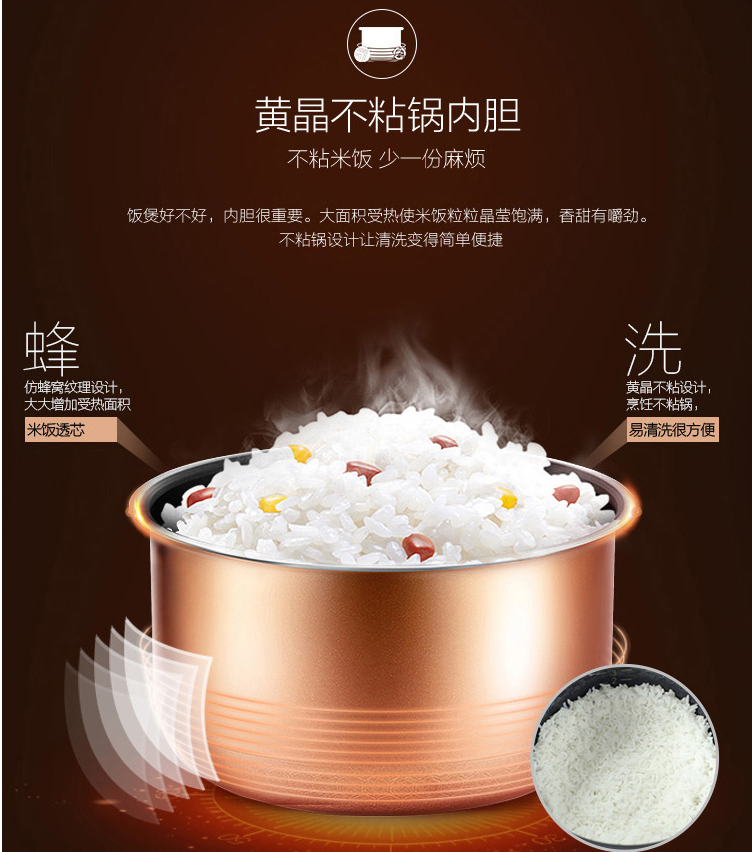 黄晶不粘锅内胆
不粘米饭 少一份麻烦
饭煲好不好，内胆很重要。大面积受热使米饭粒粒晶莹饱满，香甜有嚼劲。
不粘锅设计让清洗变得简单便捷
蜂
仿蜂窝纹理设计，
大大增加受热面积
米饭透芯
洗
黄晶不粘设计，
烹饪不粘锅，
易清洗很方便